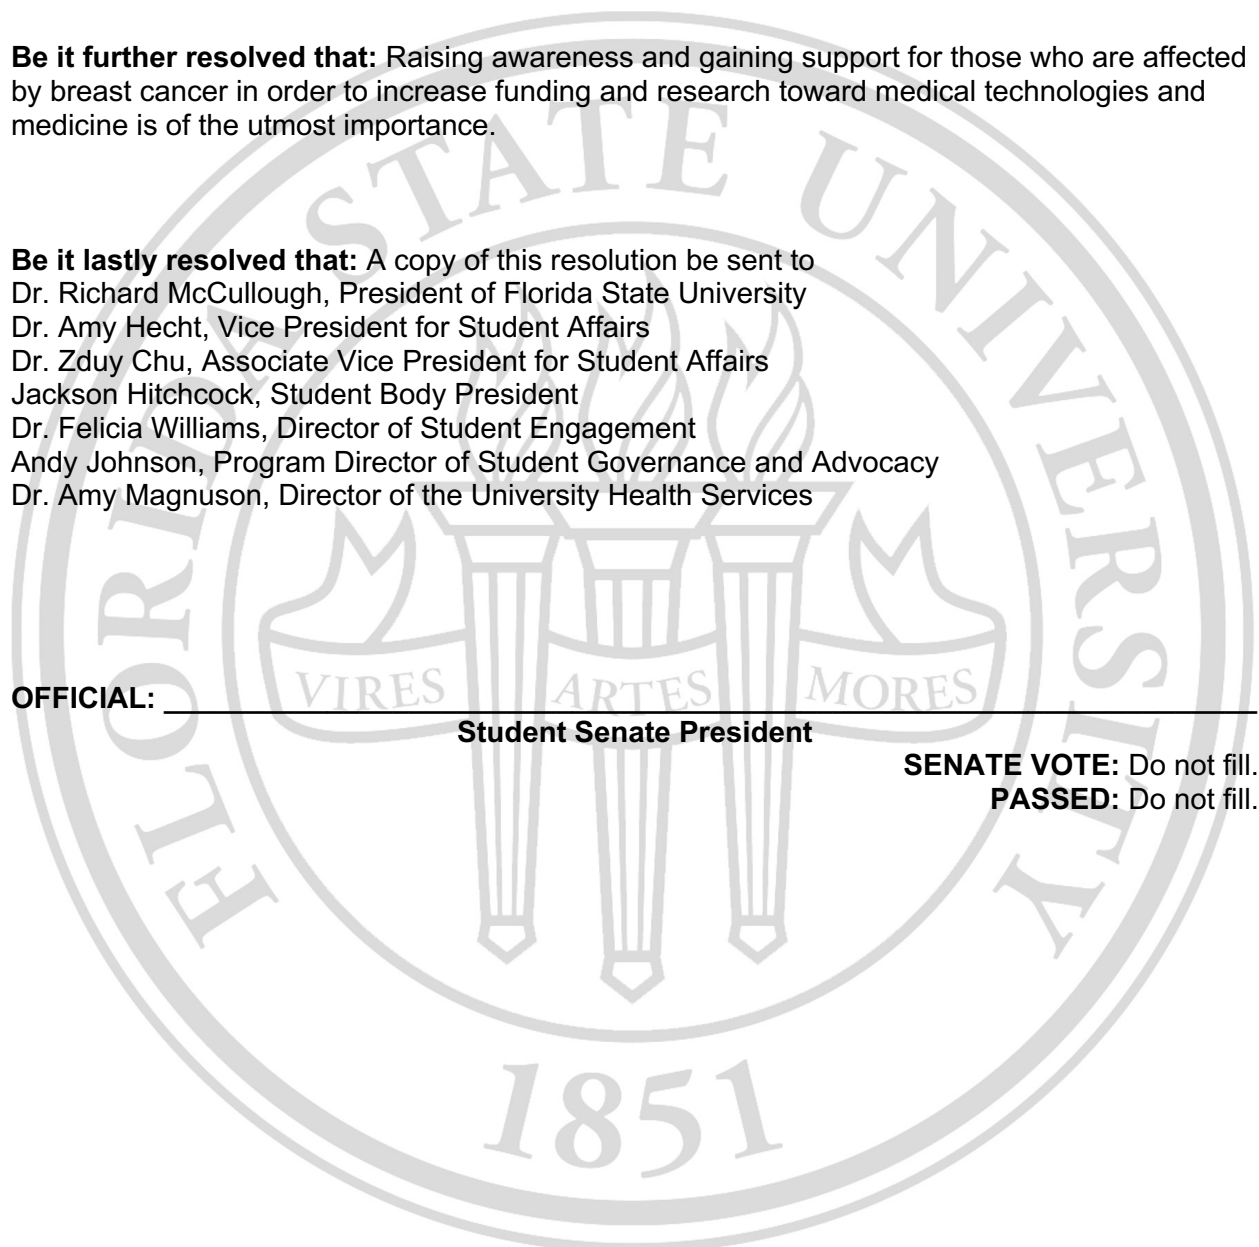 Be it further resolved that: Raising awareness and gaining support for those who are affected
by breast cancer in order to increase funding and research toward medical technologies and
medicine is of the utmost importance.
Be it lastly resolved that: A copy of this resolution be sent to
Dr. Richard McCullough, President of Florida State University
Dr. Amy Hecht, Vice President for Student Affairs
Dr. Zduy Chu, Associate Vice President for Student Affairs
Jackson Hitchcock, Student Body President
Dr. Felicia Williams, Director of Student Engagement
Andy Johnson, Program Director of Student Governance and Advocacy
Dr. Amy Magnuson, Director of the University Health Services
OFFICIAL:
Student Senate President
SENATE VOTE: Do not fill.
PASSED: Do not fill.
FLORIDA STATE UNIVERSITY
VIRES ARTES MORES
1851